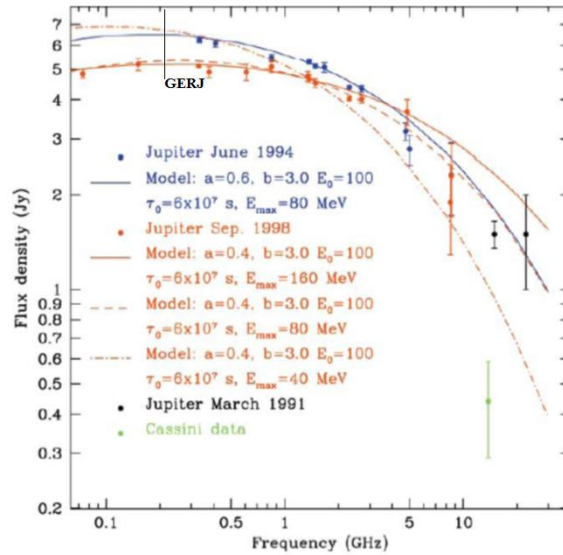 7
6
5
4
3
2
1
0.9
0.8
0.7
0.6
0.5
0.4
0.3
0.2
Flux density (Jy)
GERJ
Jupiter June 1994
Model: a=0.6, b=3.0 E₀=100
τ₀=6x10⁷ s, Eₘₐₓ=80 MeV
Jupiter Sep. 1998
Model: a=0.4, b=3.0 E₀=100
τ₀=6x10⁷ s, Eₘₐₓ=160 MeV
Model: a=0.4, b=3.0 E₀=100
τ₀=6x10⁷ s, Eₘₐₓ=80 MeV
Model: a=0.4, b=3.0 E₀=100
τ₀=6x10⁷ s, Eₘₐₓ=40 MeV
Jupiter March 1991
Cassini data
0.1 0.5 1 5 10
Frequency (GHz)